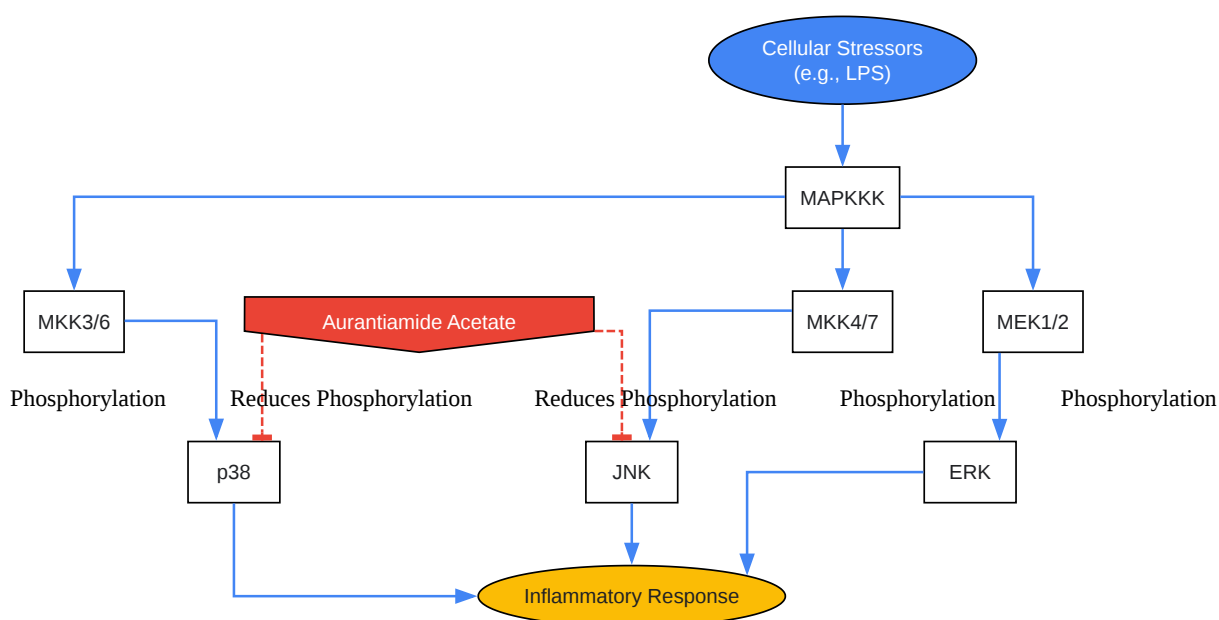 Cellular Stressors
(e.g., LPS)
MAPKKK
MKK3/6
Aurantiamide Acetate
MKK4/7
MEK1/2
Phosphorylation
Reduces Phosphorylation
Reduces Phosphorylation
Phosphorylation
Phosphorylation
p38
JNK
ERK
Inflammatory Response